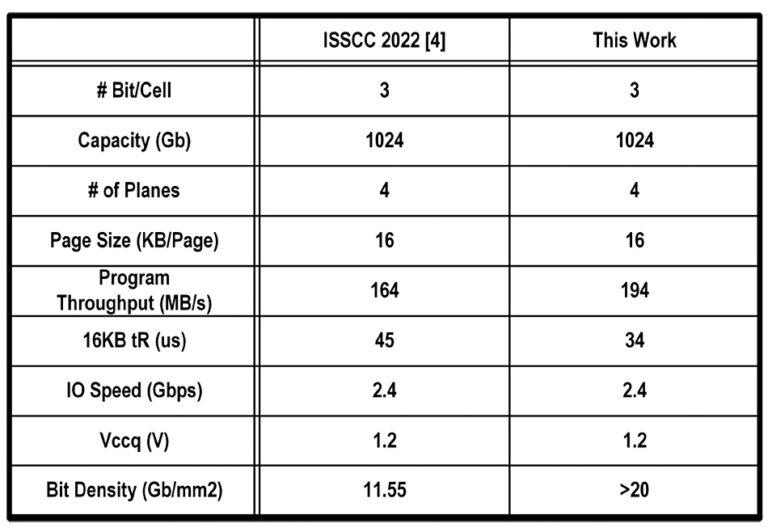 ISSCC 2022 [4] This Work
# Bit/Cell 3 3
Capacity (Gb) 1024 1024
# of Planes 4 4
Page Size (KB/Page) 16 16
Program
Throughput (MB/s) 164 194
16KB tR (us) 45 34
IO Speed (Gbps) 2.4 2.4
Vccq (V) 1.2 1.2
Bit Density (Gb/mm2) 11.55 >20